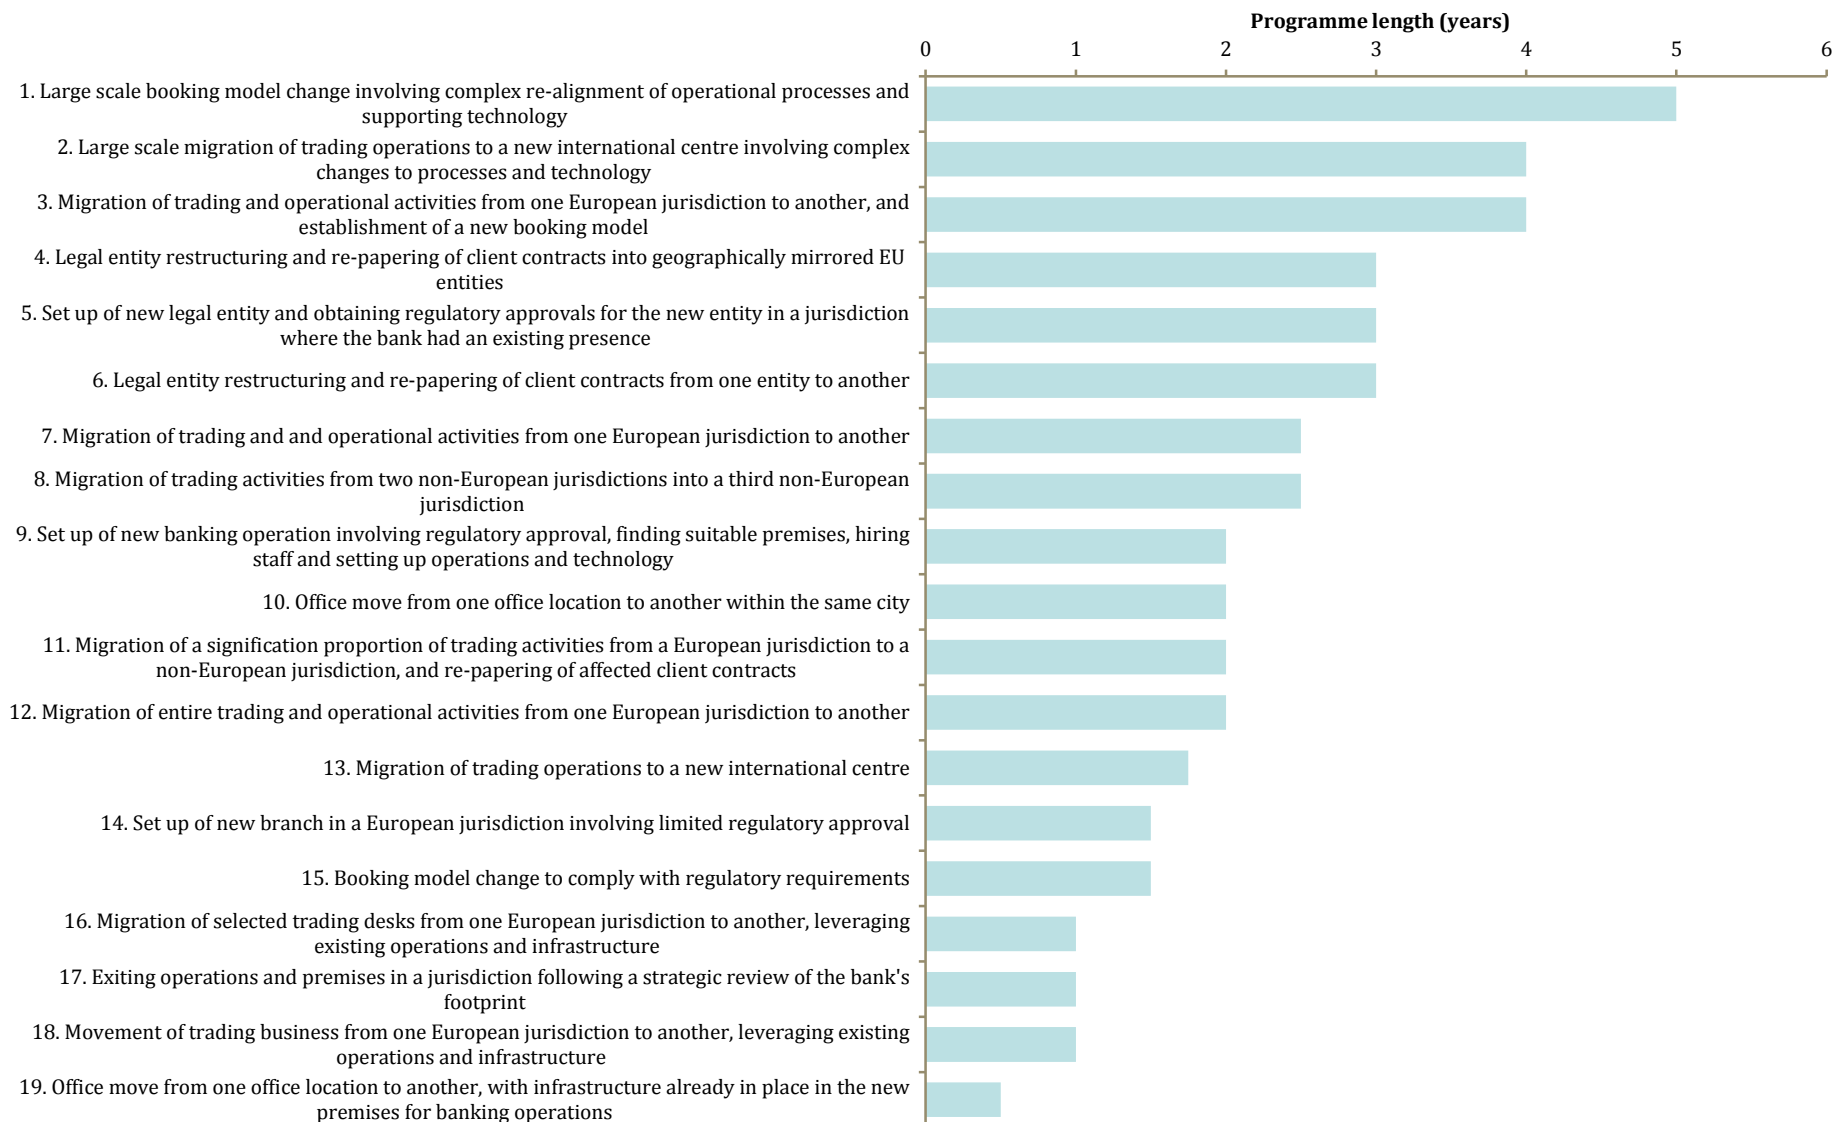 Programme length (years)
0 1 2 3 4 5 6
1. Large scale booking model change involving complex re-alignment of operational processes and
supporting technology
2. Large scale migration of trading operations to a new international centre involving complex
changes to processes and technology
3. Migration of trading and operational activities from one European jurisdiction to another, and
establishment of a new booking model
4. Legal entity restructuring and re-papering of client contracts into geographically mirrored EU
entities
5. Set up of new legal entity and obtaining regulatory approvals for the new entity in a jurisdiction
where the bank had an existing presence
6. Legal entity restructuring and re-papering of client contracts from one entity to another
7. Migration of trading and and operational activities from one European jurisdiction to another
8. Migration of trading activities from two non-European jurisdictions into a third non-European
jurisdiction
9. Set up of new banking operation involving regulatory approval, finding suitable premises, hiring
staff and setting up operations and technology
10. Office move from one office location to another within the same city
11. Migration of a signification proportion of trading activities from a European jurisdiction to a
non-European jurisdiction, and re-papering of affected client contracts
12. Migration of entire trading and operational activities from one European jurisdiction to another
13. Migration of trading operations to a new international centre
14. Set up of new branch in a European jurisdiction involving limited regulatory approval
15. Booking model change to comply with regulatory requirements
16. Migration of selected trading desks from one European jurisdiction to another, leveraging
existing operations and infrastructure
17. Exiting operations and premises in a jurisdiction following a strategic review of the bank's
footprint
18. Movement of trading business from one European jurisdiction to another, leveraging existing
operations and infrastructure
19. Office move from one office location to another, with infrastructure already in place in the new
premises for banking operations